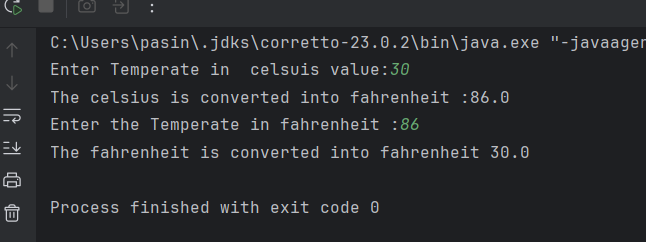 C:\Users\pasin\.jdks\corretto-23.0.2\bin\java.exe "-javaagen
Enter Temperate in  celsuis value:30
The celsius is converted into fahrenheit :86.0
Enter the Temperate in fahrenheit :86
The fahrenheit is converted into fahrenheit 30.0
Process finished with exit code 0